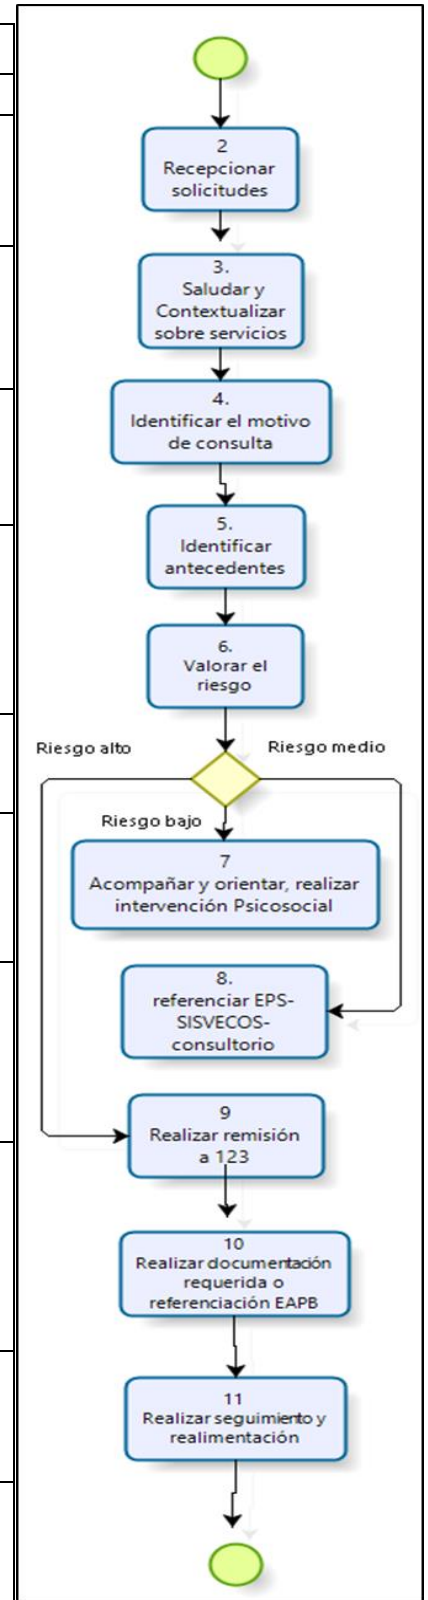 2
Recepcionar
solicitudes
3.
Saludar y
Contextualizar
sobre servicios
4.
Identificar el motivo
de consulta
5.
Identificar
antecedentes
6.
Valorar el
riesgo
Riesgo alto
Riesgo medio
Riesgo bajo
7
Acompañar y orientar, realizar
intervención Psicosocial
8.
referenciar EPS-
SISVECOS-
consultorio
9
Realizar remisión
a 123
10
Realizar documentación
requerida o
referenciación EAPB
11
Realizar seguimiento y
realimentación